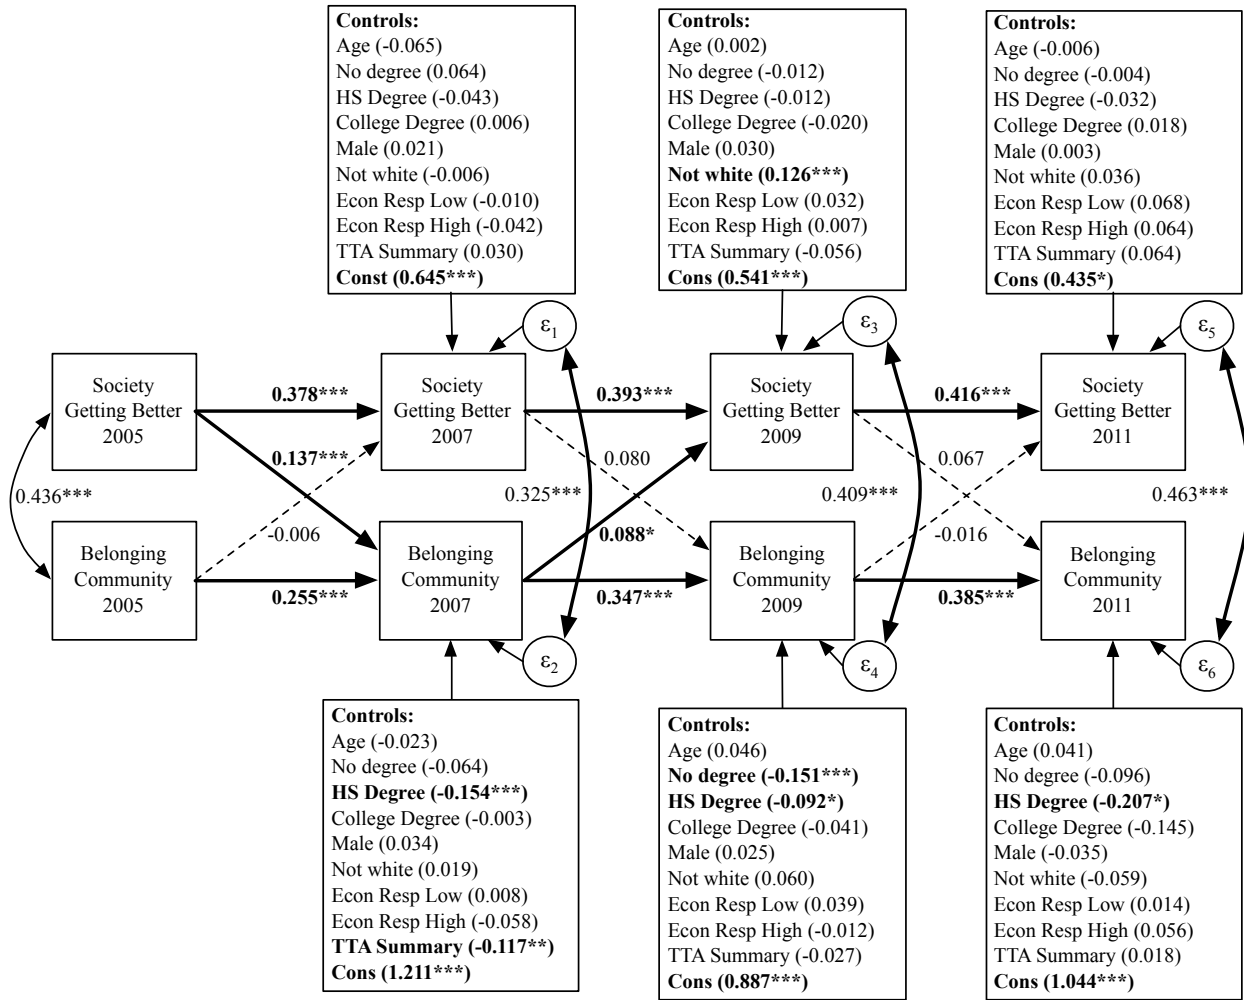 Controls:
Age (-0.065)
No degree (0.064)
HS Degree (-0.043)
College Degree (0.006)
Male (0.021)
Not white (-0.006)
Econ Resp Low (-0.010)
Econ Resp High (-0.042)
TTA Summary (0.030)
Const (0.645***)
Controls:
Age (0.002)
No degree (-0.012)
HS Degree (-0.012)
College Degree (-0.020)
Male (0.030)
Not white (0.126***)
Econ Resp Low (0.032)
Econ Resp High (0.007)
TTA Summary (-0.056)
Cons (0.541***)
Controls:
Age (-0.006)
No degree (-0.004)
HS Degree (-0.032)
College Degree (0.018)
Male (0.003)
Not white (0.036)
Econ Resp Low (0.068)
Econ Resp High (0.064)
TTA Summary (0.064)
Cons (0.435*)
ε1
ε3
ε5
Society
Getting Better
2005
0.378***
Society
Getting Better
2007
0.393***
Society
Getting Better
2009
0.416***
Society
Getting Better
2011
0.436***
0.137***
-0.006
0.325***
0.080
0.088*
0.409***
0.067
-0.016
0.463***
Belonging
Community
2005
0.255***
Belonging
Community
2007
0.347***
Belonging
Community
2009
0.385***
Belonging
Community
2011
ε2
ε4
ε6
Controls:
Age (-0.023)
No degree (-0.064)
HS Degree (-0.154***)
College Degree (-0.003)
Male (0.034)
Not white (0.019)
Econ Resp Low (0.008)
Econ Resp High (-0.058)
TTA Summary (-0.117**)
Cons (1.211***)
Controls:
Age (0.046)
No degree (-0.151***)
HS Degree (-0.092*)
College Degree (-0.041)
Male (0.025)
Not white (0.060)
Econ Resp Low (0.039)
Econ Resp High (-0.012)
TTA Summary (-0.027)
Cons (0.887***)
Controls:
Age (0.041)
No degree (-0.096)
HS Degree (-0.207*)
College Degree (-0.145)
Male (-0.035)
Not white (-0.059)
Econ Resp Low (0.014)
Econ Resp High (0.056)
TTA Summary (0.018)
Cons (1.044***)